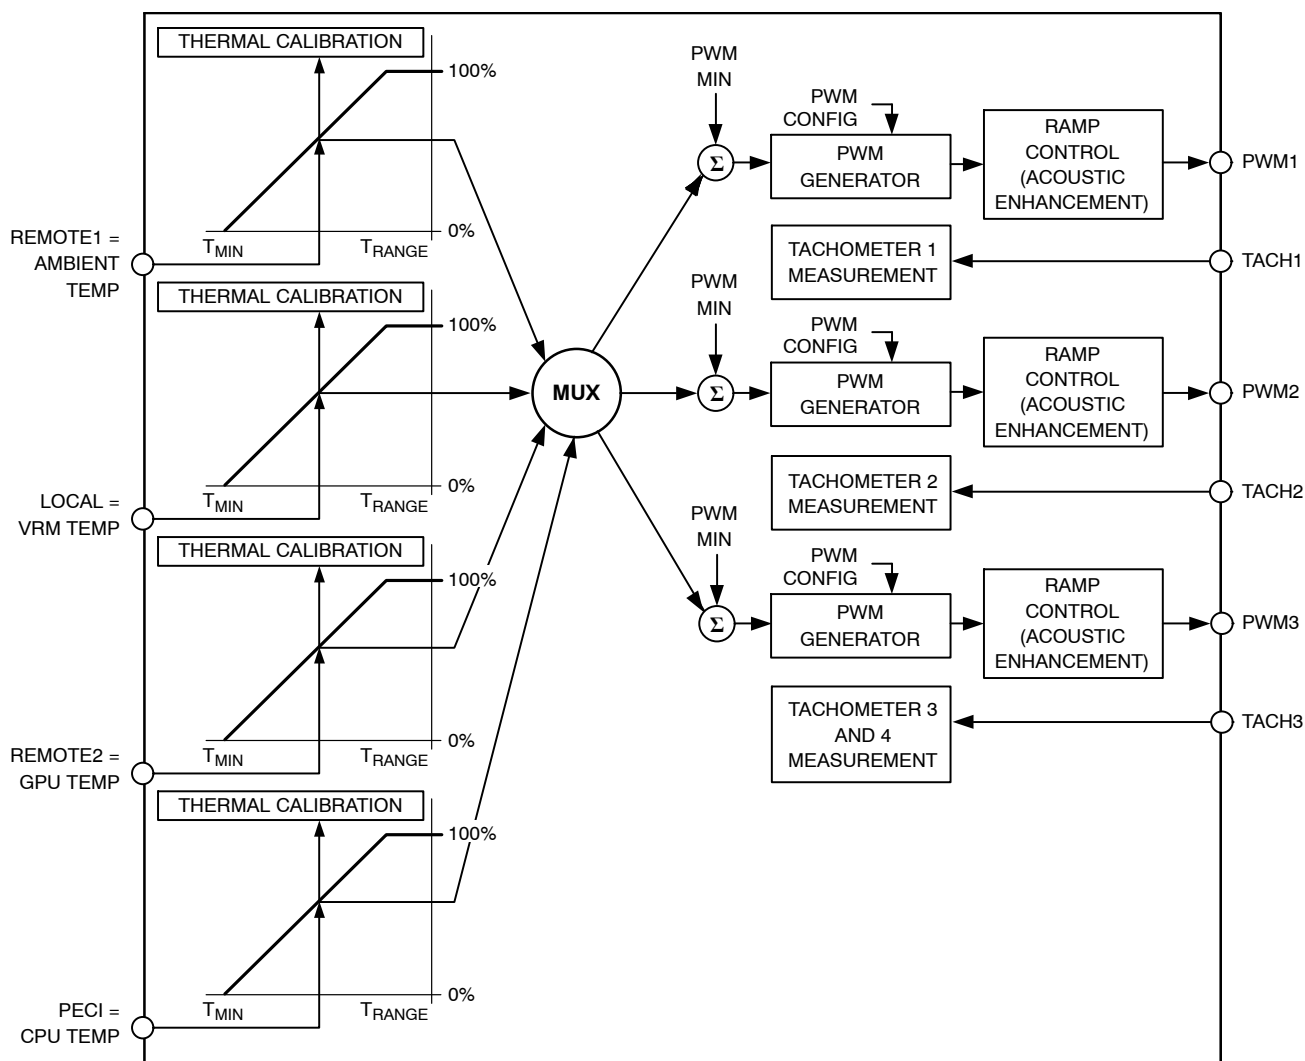 THERMAL CALIBRATION
100%
0%
TMIN
TRANGE
REMOTE1 =
AMBIENT
TEMP
THERMAL CALIBRATION
100%
0%
TMIN
TRANGE
LOCAL =
VRM TEMP
THERMAL CALIBRATION
100%
0%
TMIN
TRANGE
REMOTE2 =
GPU TEMP
THERMAL CALIBRATION
100%
0%
TMIN
TRANGE
PECI =
CPU TEMP
MUX
PWM
MIN
Σ
PWM
CONFIG
PWM
GENERATOR
RAMP
CONTROL
(ACOUSTIC
ENHANCEMENT)
PWM1
TACHOMETER 1
MEASUREMENT
TACH1
PWM
MIN
Σ
PWM
CONFIG
PWM
GENERATOR
RAMP
CONTROL
(ACOUSTIC
ENHANCEMENT)
PWM2
TACHOMETER 2
MEASUREMENT
TACH2
PWM
MIN
Σ
PWM
CONFIG
PWM
GENERATOR
RAMP
CONTROL
(ACOUSTIC
ENHANCEMENT)
PWM3
TACHOMETER 3
AND 4
MEASUREMENT
TACH3